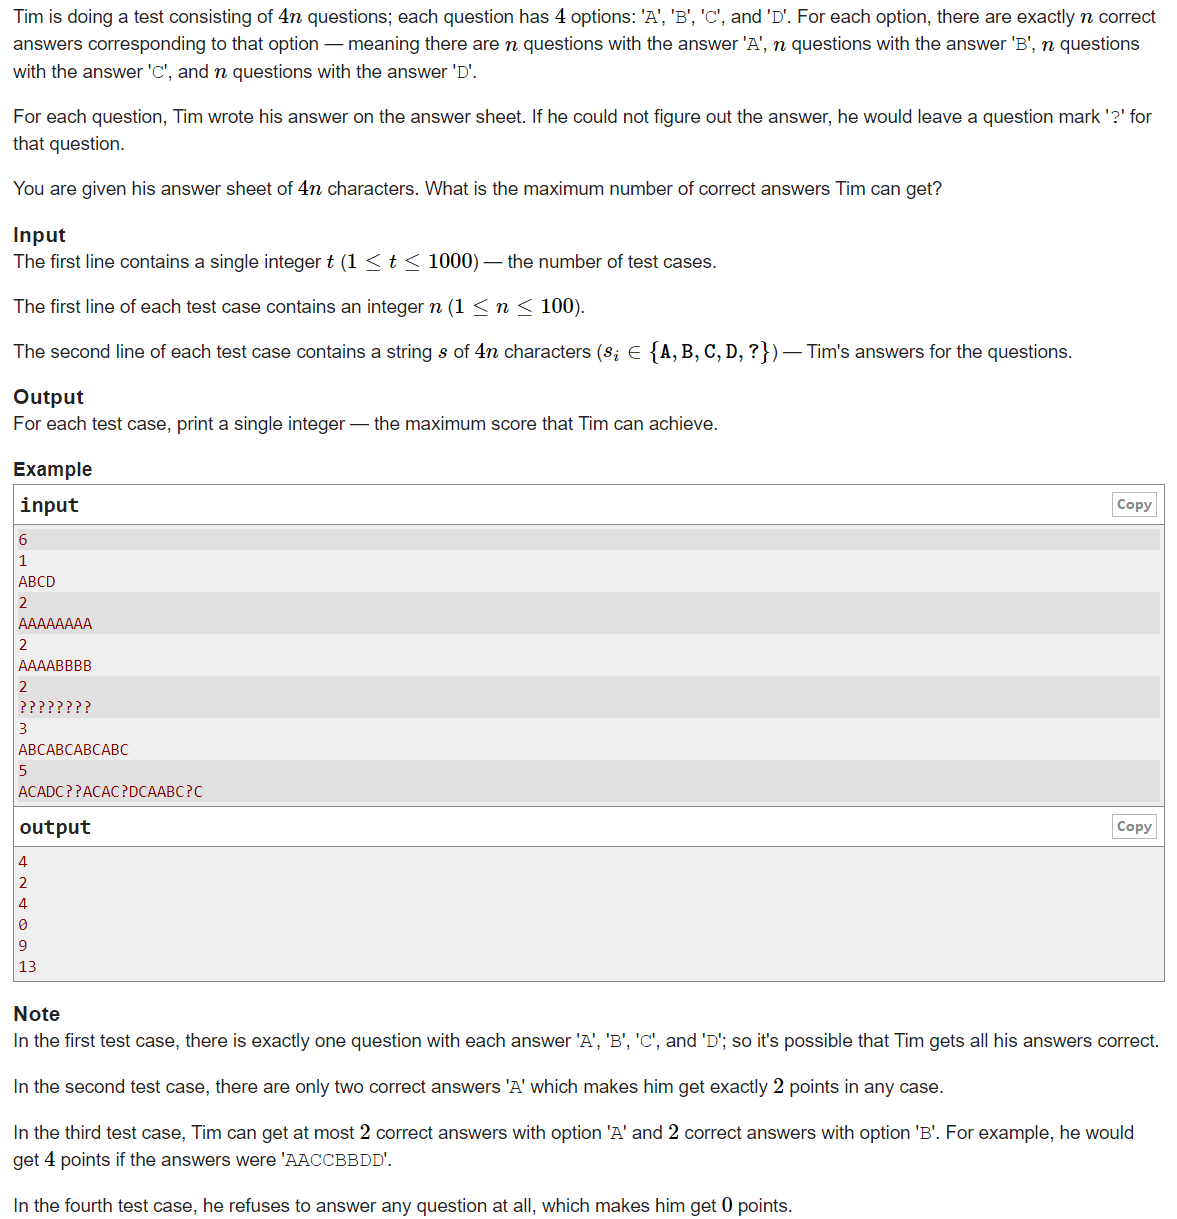 Tim is doing a test consisting of 4n questions; each question has 4 options: 'A', 'B', 'C', and 'D'. For each option, there are exactly n correct
answers corresponding to that option — meaning there are n questions with the answer 'A', n questions with the answer 'B', n questions
with the answer 'C', and n questions with the answer 'D'.
For each question, Tim wrote his answer on the answer sheet. If he could not figure out the answer, he would leave a question mark '?' for
that question.
You are given his answer sheet of 4n characters. What is the maximum number of correct answers Tim can get?
Input
The first line contains a single integer t (1 ≤ t ≤ 1000) — the number of test cases.
The first line of each test case contains an integer n (1 ≤ n ≤ 100).
The second line of each test case contains a string s of 4n characters (sᵢ ∈ {A, B, C, D, ?}) — Tim's answers for the questions.
Output
For each test case, print a single integer — the maximum score that Tim can achieve.
Example
input
Copy
6
1
ABCD
2
AAAAAAAA
2
AAAABBBB
2
????????
3
ABCABCABCABC
5
ACADC??ACAC?DCAABC?C
output
Copy
4
2
4
0
9
13
Note
In the first test case, there is exactly one question with each answer 'A', 'B', 'C', and 'D'; so it's possible that Tim gets all his answers correct.
In the second test case, there are only two correct answers 'A' which makes him get exactly 2 points in any case.
In the third test case, Tim can get at most 2 correct answers with option 'A' and 2 correct answers with option 'B'. For example, he would
get 4 points if the answers were 'AACCBBDD'.
In the fourth test case, he refuses to answer any question at all, which makes him get 0 points.